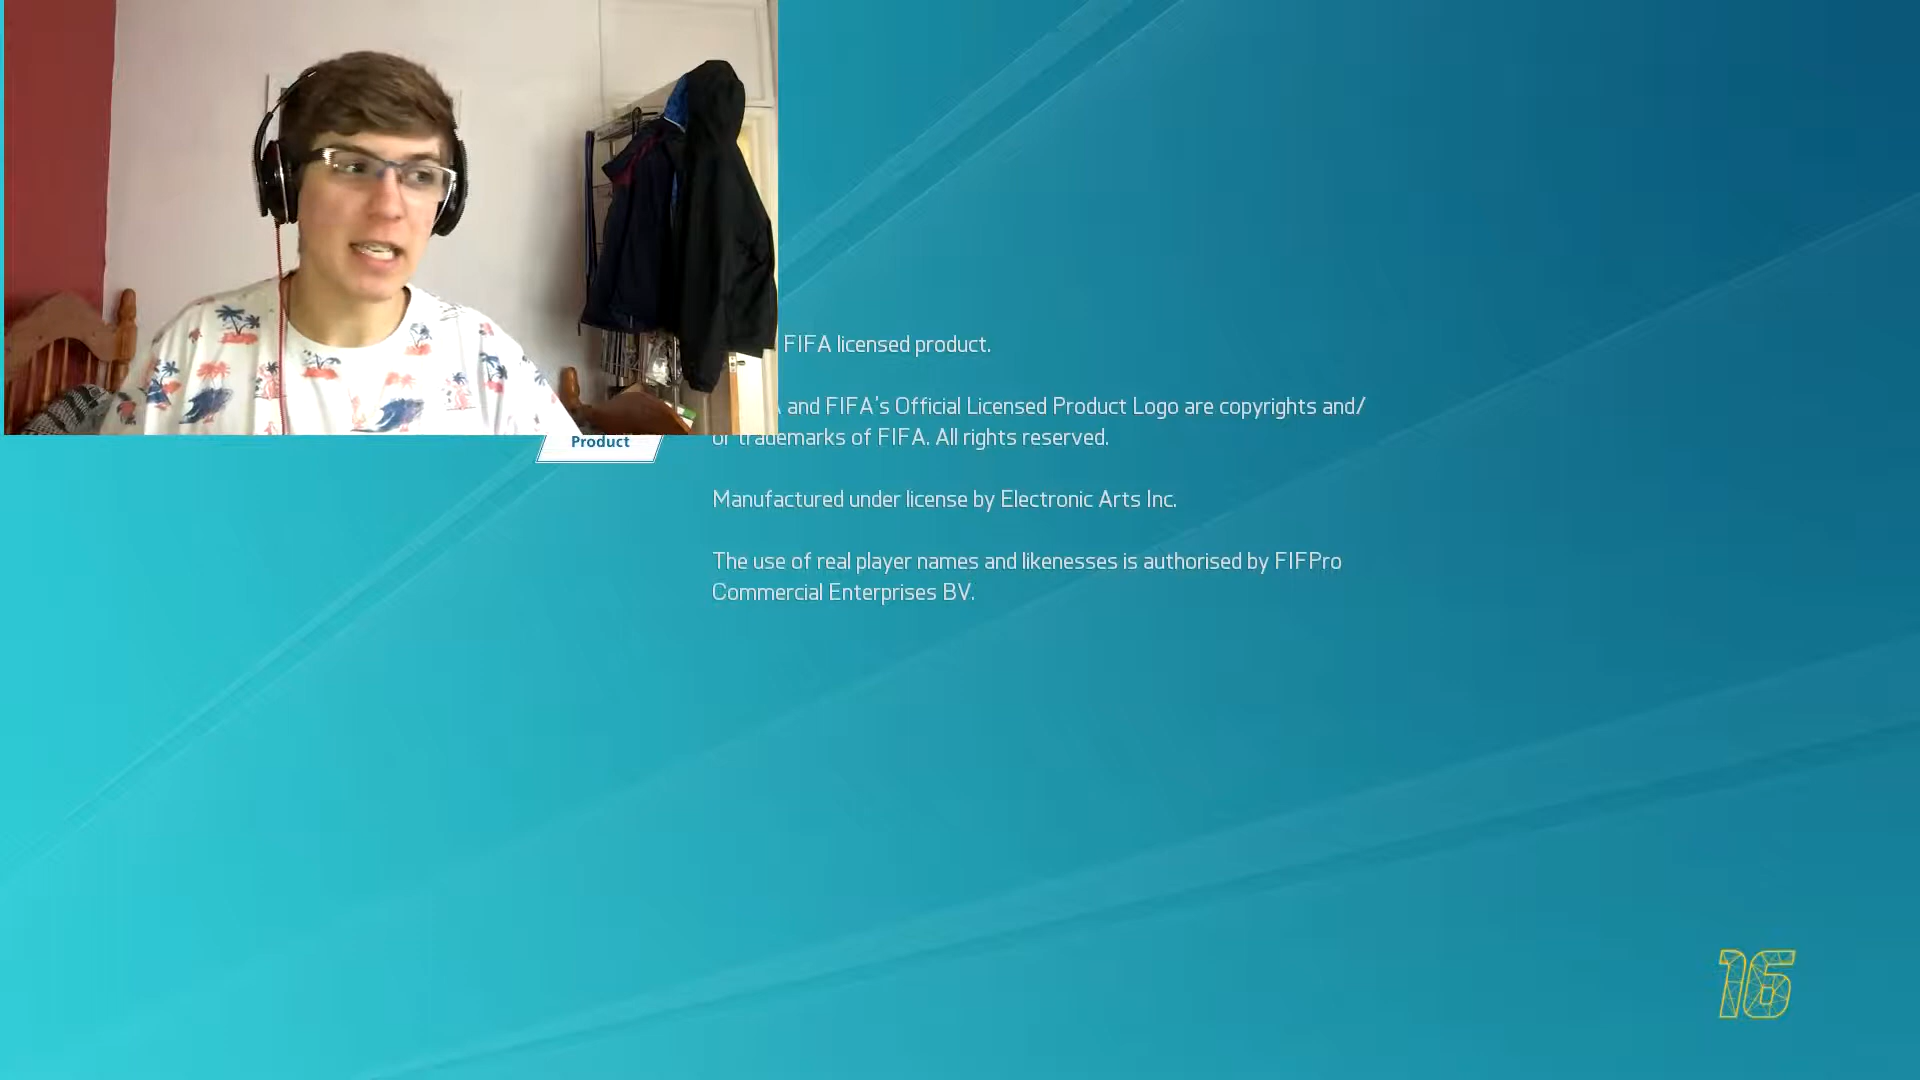 FIFA licensed product.
and FIFA's Official Licensed Product Logo are copyrights and/
or trademarks of FIFA. All rights reserved.
Product
Manufactured under license by Electronic Arts Inc.
The use of real player names and likenesses is authorised by FIFPro
Commercial Enterprises BV.
16